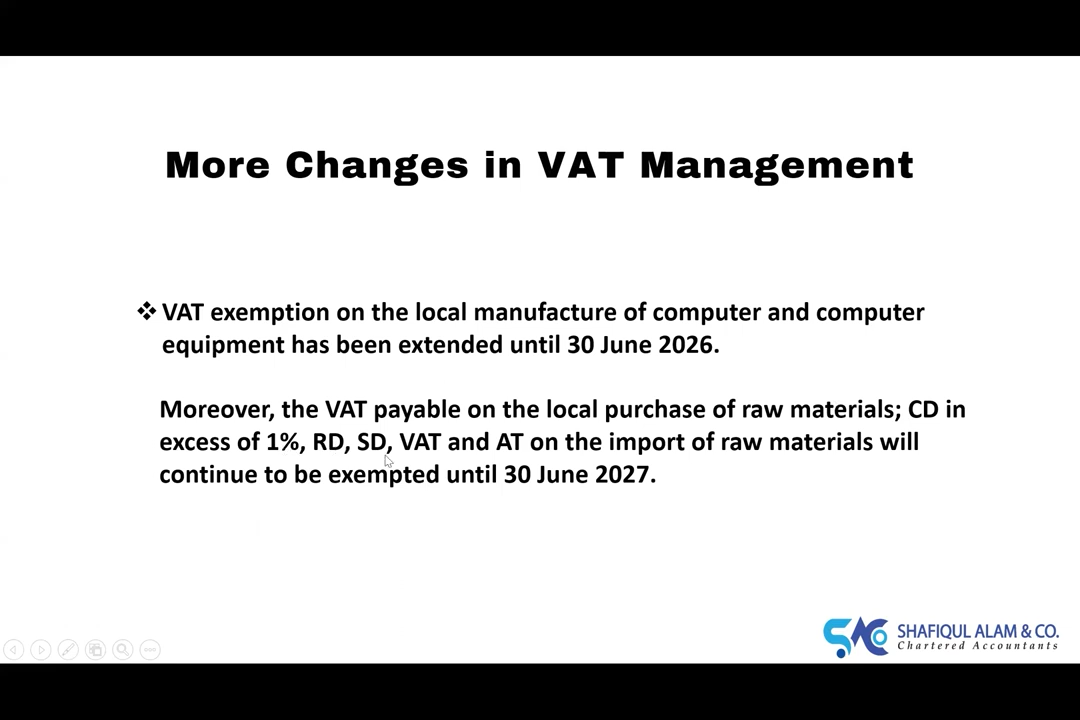 More Changes in VAT Management
❖ VAT exemption on the local manufacture of computer and computer
equipment has been extended until 30 June 2026.
Moreover, the VAT payable on the local purchase of raw materials; CD in
excess of 1%, RD, SD, VAT and AT on the import of raw materials will
continue to be exempted until 30 June 2027.
SHAFIQUL ALAM & CO.
Chartered Accountants